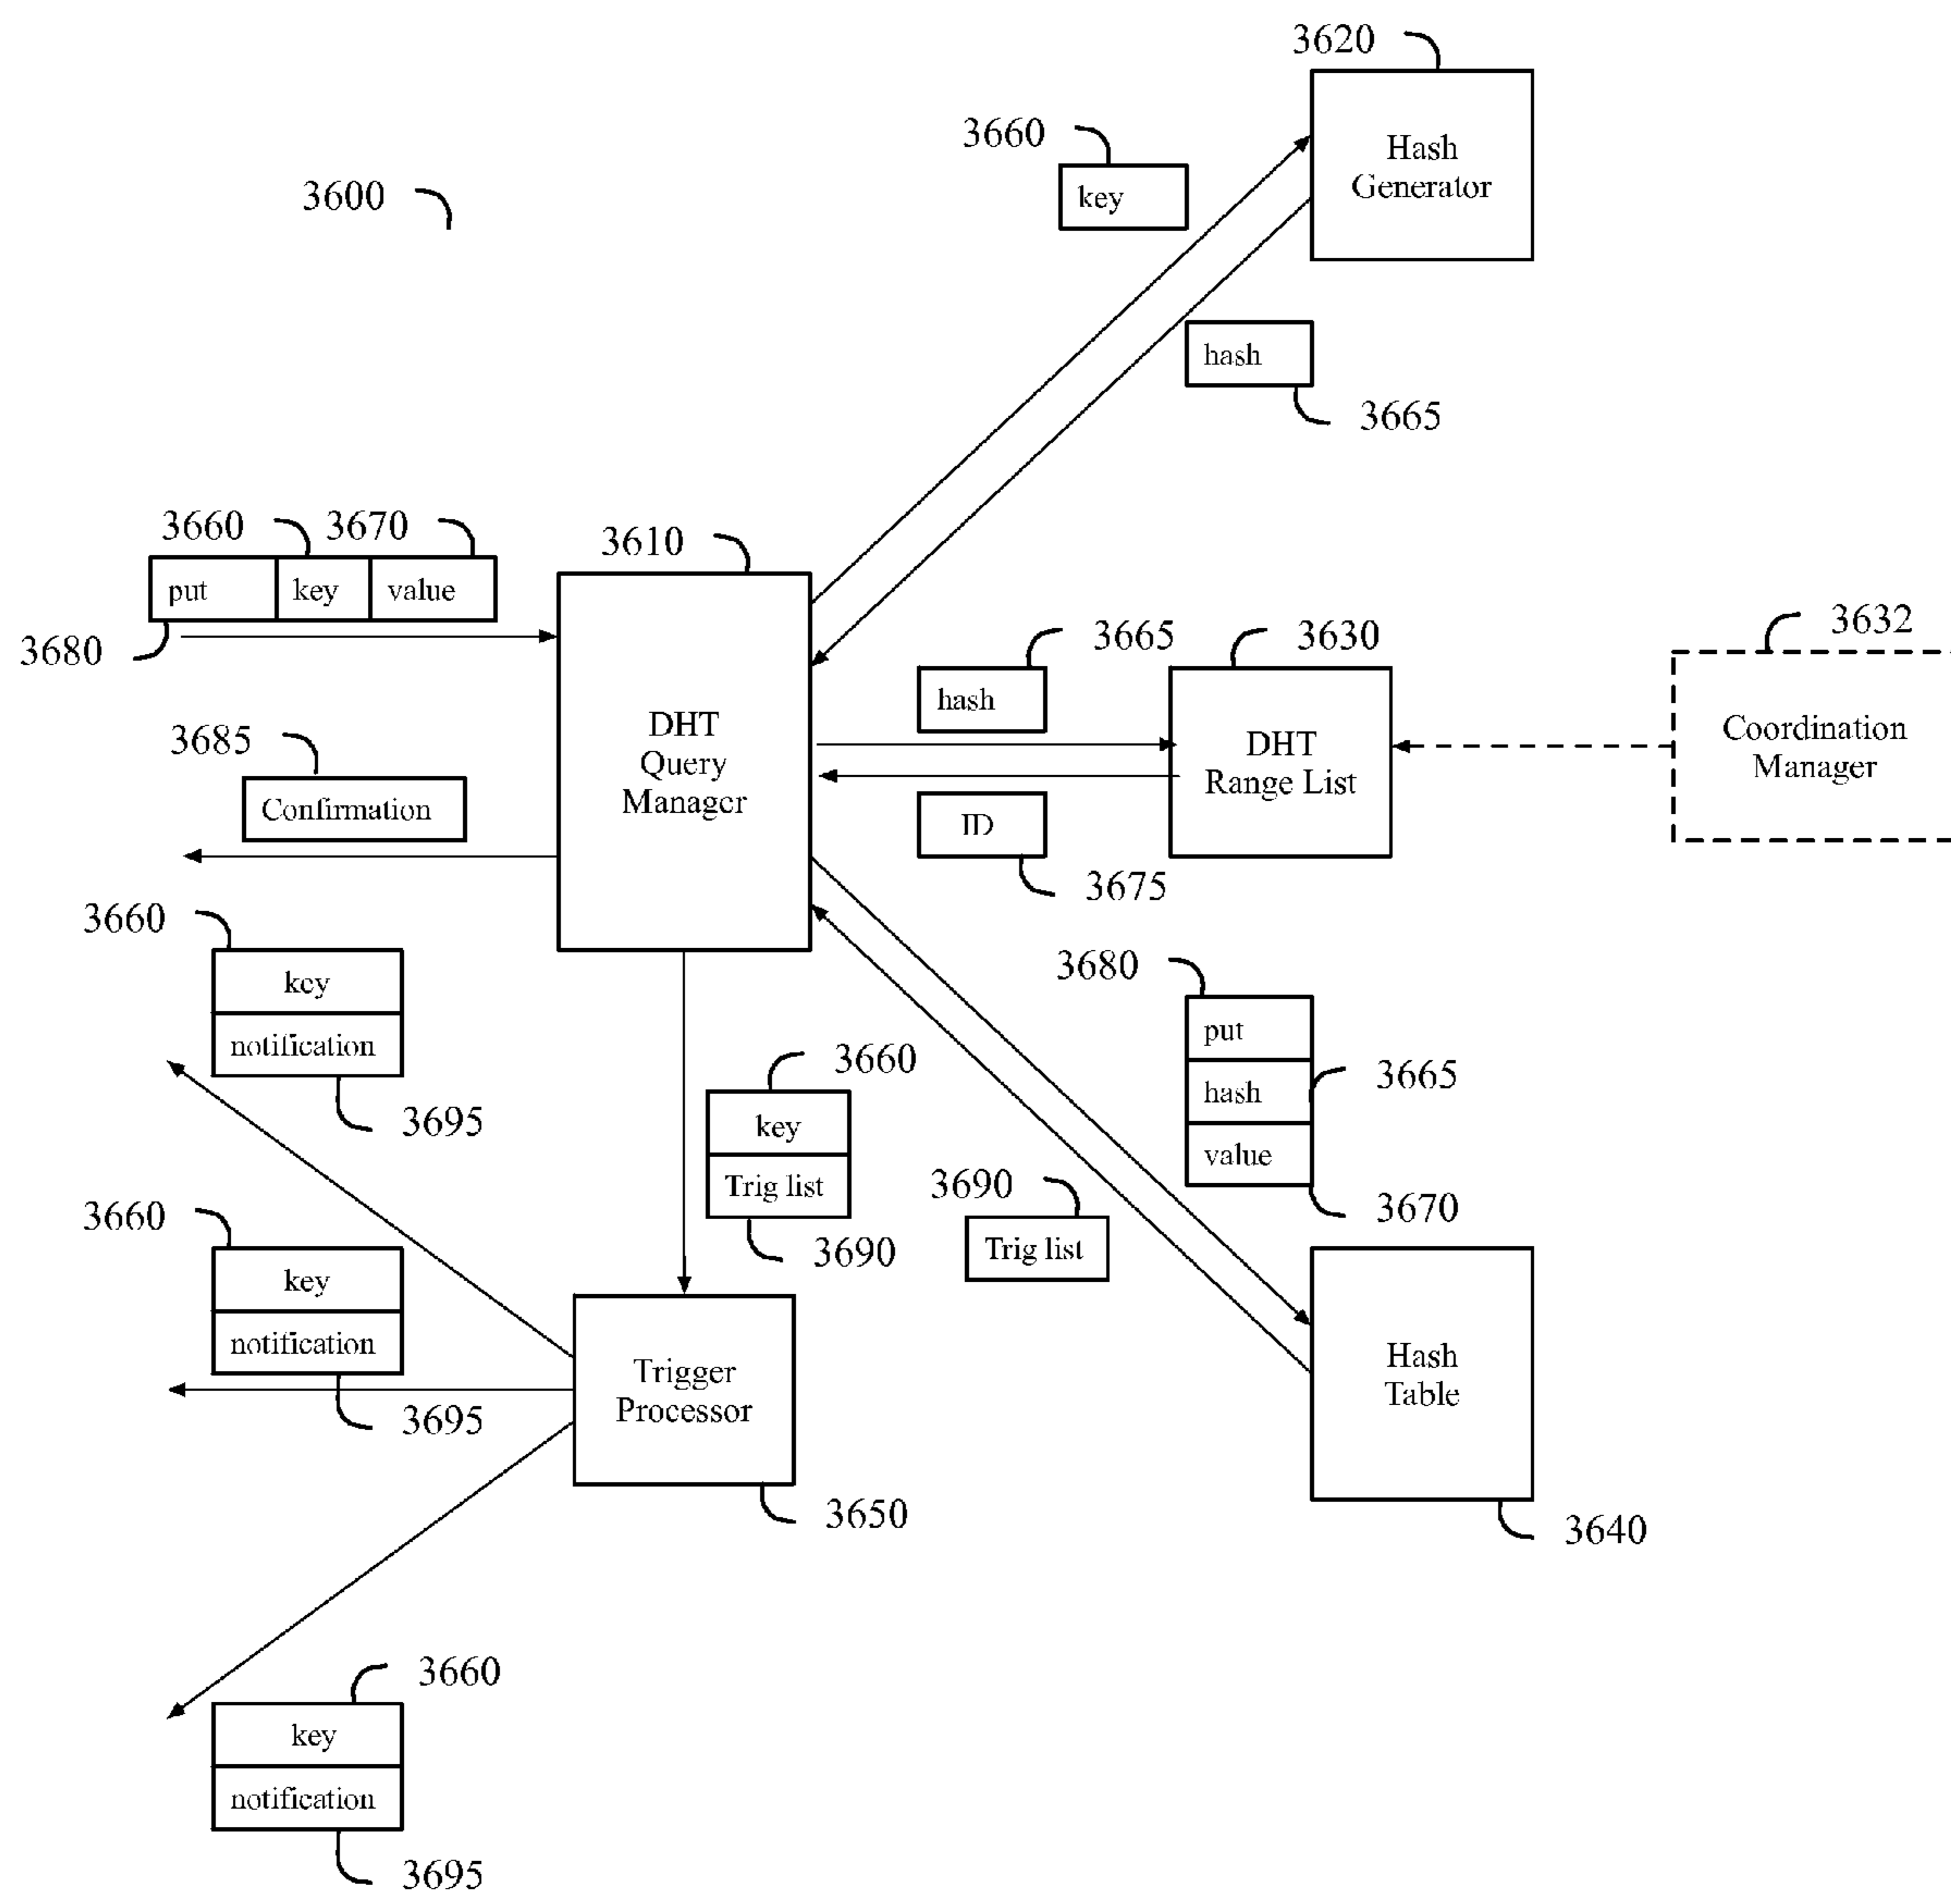 3620
3660
Hash
Generator
3600
key
hash
3665
3660
3670
3610
put
key
value
3680
3632
3665
3630
hash
Coordination
Manager
3685
DHT
Query
Manager
DHT
Range List
Confirmation
ID
3675
3660
3680
key
notification
put
3660
3665
hash
3695
key
value
3690
Trig list
3670
3660
Trig list
3690
key
notification
Hash
Table
Trigger
Processor
3695
3650
3640
3660
key
notification
3695